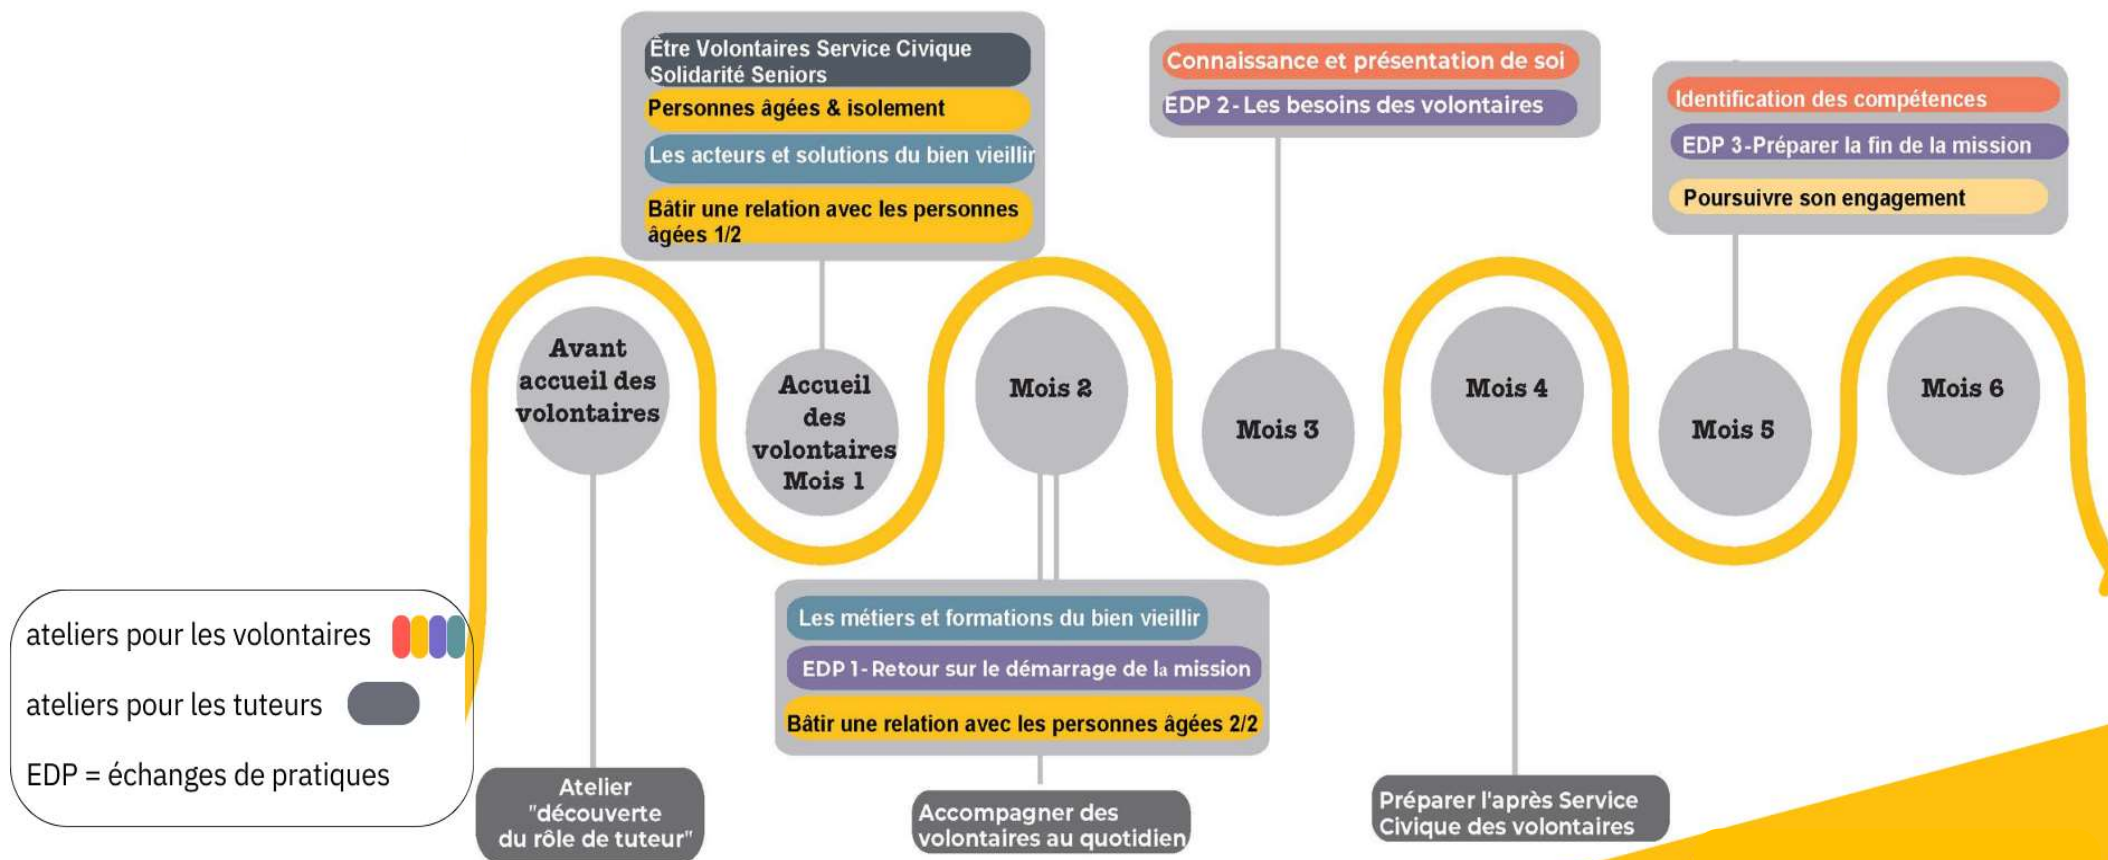 Être Volontaires Service Civique
Solidarité Seniors
Personnes âgées & isolement
Les acteurs et solutions du bien vieillir
Bâtir une relation avec les personnes
âgées 1/2
Connaissance et présentation de soi
EDP 2- Les besoins des volontaires
Identification des compétences
EDP 3-Préparer la fin de la mission
Poursuivre son engagement
Avant
accueil des
volontaires
Accueil
des
volontaires
Mois 1
Mois 2
Mois 3
Mois 4
Mois 5
Mois 6
Les métiers et formations du bien vieillir
EDP 1- Retour sur le démarrage de la mission
Bâtir une relation avec les personnes âgées 2/2
ateliers pour les volontaires
ateliers pour les tuteurs
EDP = échanges de pratiques
Atelier
"découverte
du rôle de tuteur"
Accompagner des
volontaires au quotidien
Préparer l'après Service
Civique des volontaires